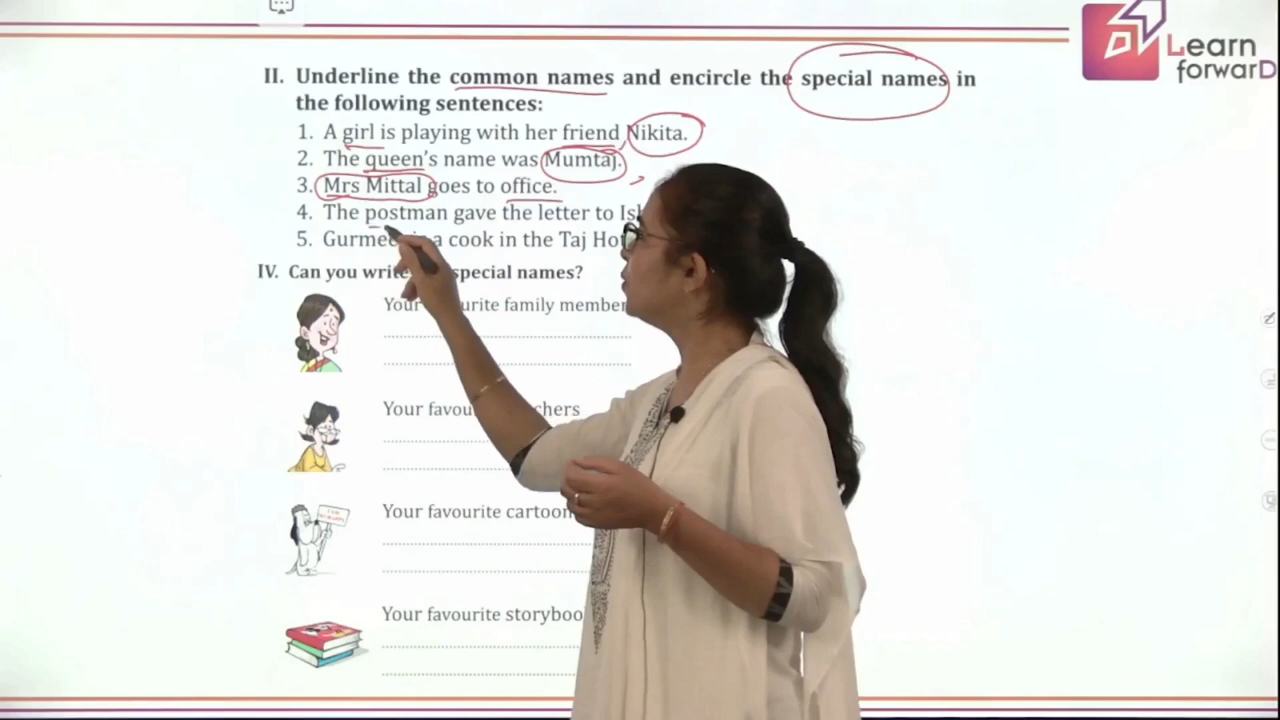 Learn
forwarD
II. Underline the common names and encircle the special names in
the following sentences:
1. A girl is playing with her friend Nikita.
2. The queen's name was Mumtaj.
3. Mrs Mittal goes to office.
4. The postman gave the letter to
5. a cook in the Taj
IV. Can you write special names?
Your favourite family member
Your chers
Your favourite cartoon
Your favourite storyboo